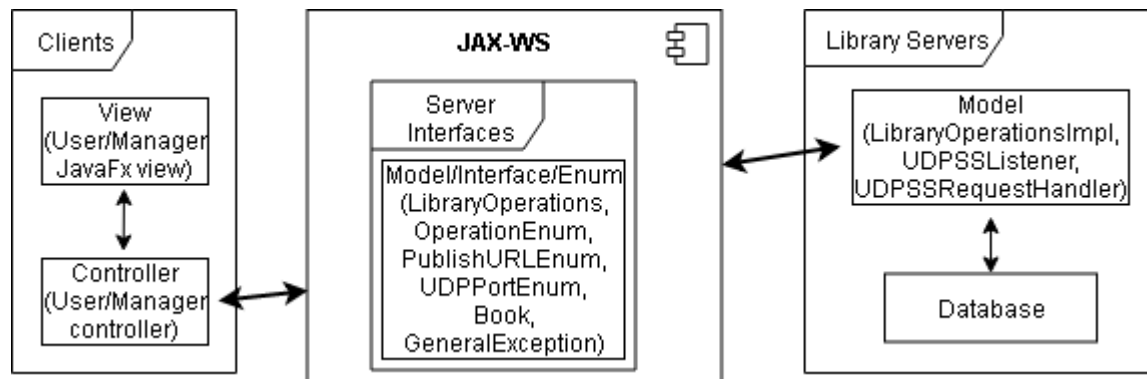 Clients
View
(User/Manager
JavaFx view)
Controller
(User/Manager
controller)
JAX-WS
Server
Interfaces
Model/Interface/Enum
(LibraryOperations,
OperationEnum,
PublishURLEnum,
UDPPortEnum,
Book,
GeneralException)
Library Servers
Model
(LibraryOperationsImpl,
UDPSSListener,
UDPSSRequestHandler)
Database